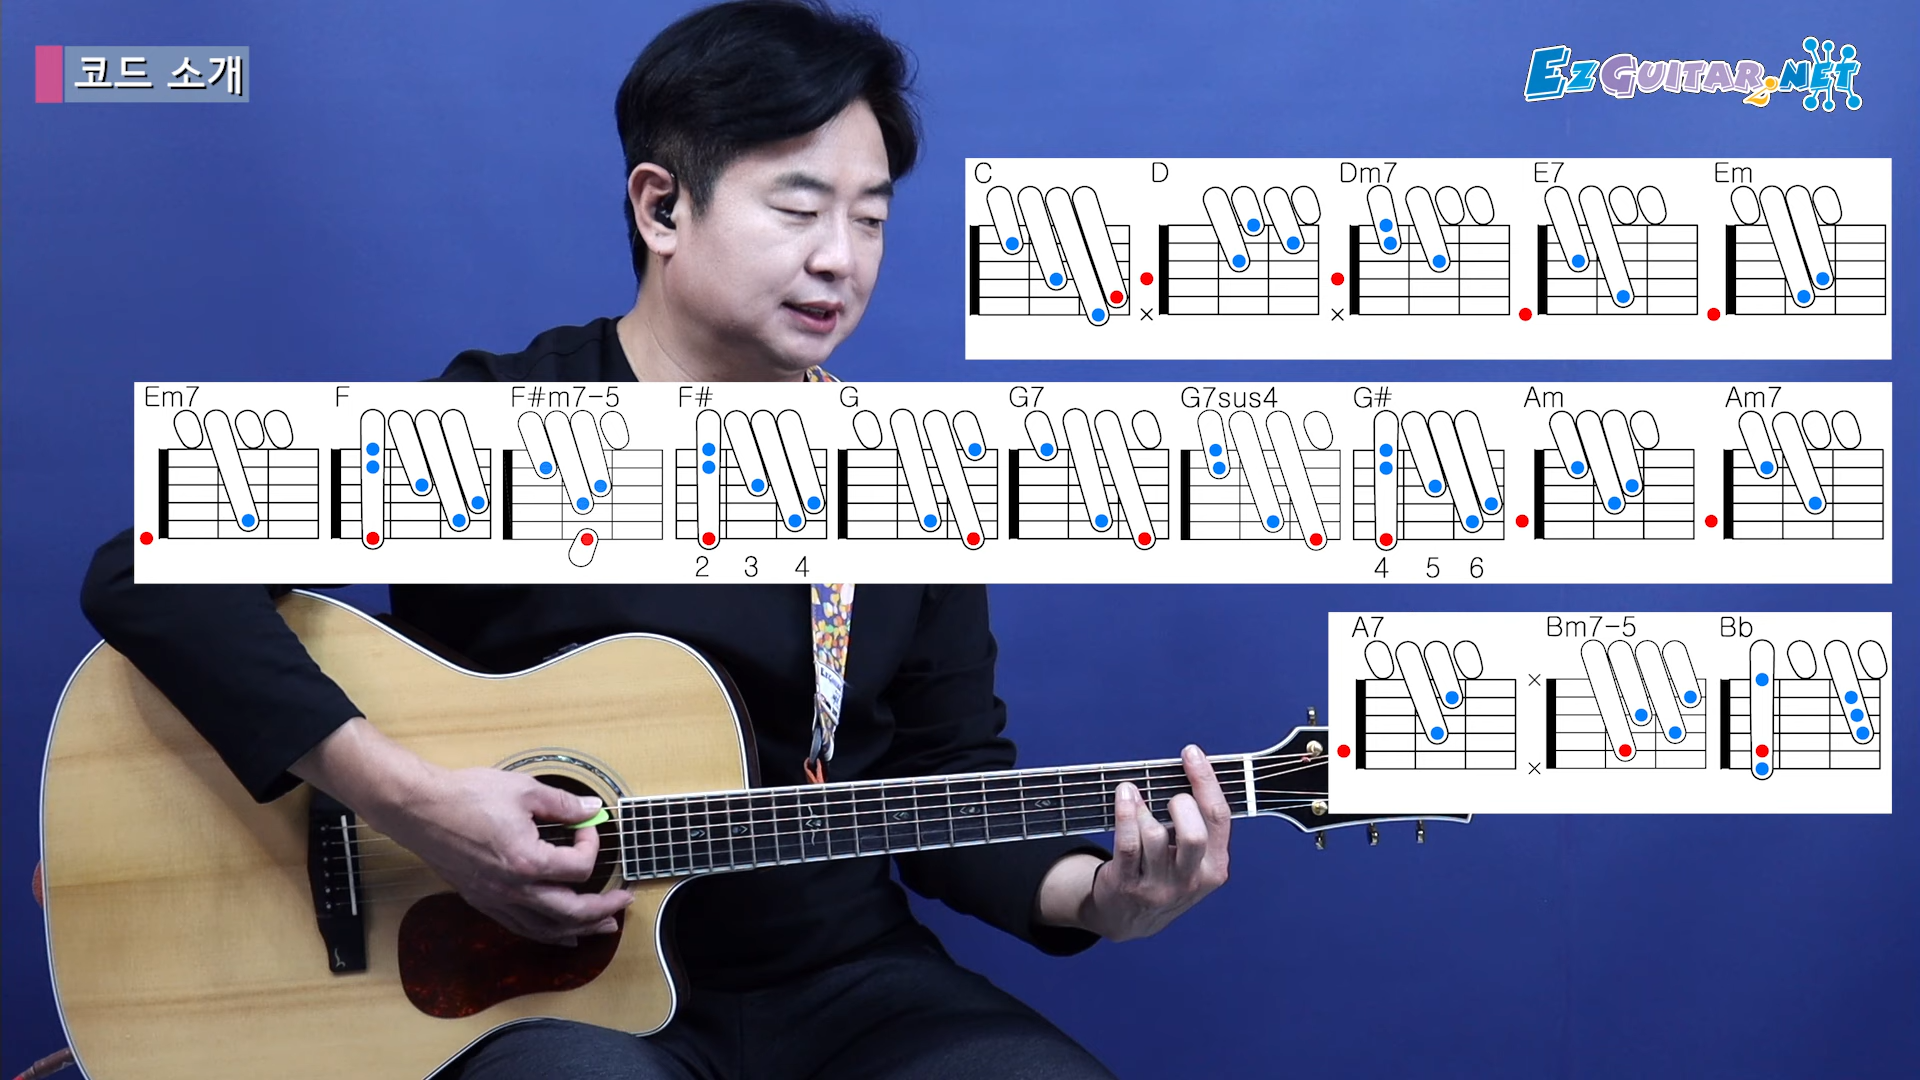 코드 소개
EZGUITAR.NET
C D Dm7 E7 Em
× ×
Em7 F F#m7-5 F# G G7 G7sus4 G# Am Am7
2 3 4 4 5 6
A7 Bm7-5 Bb
×
×